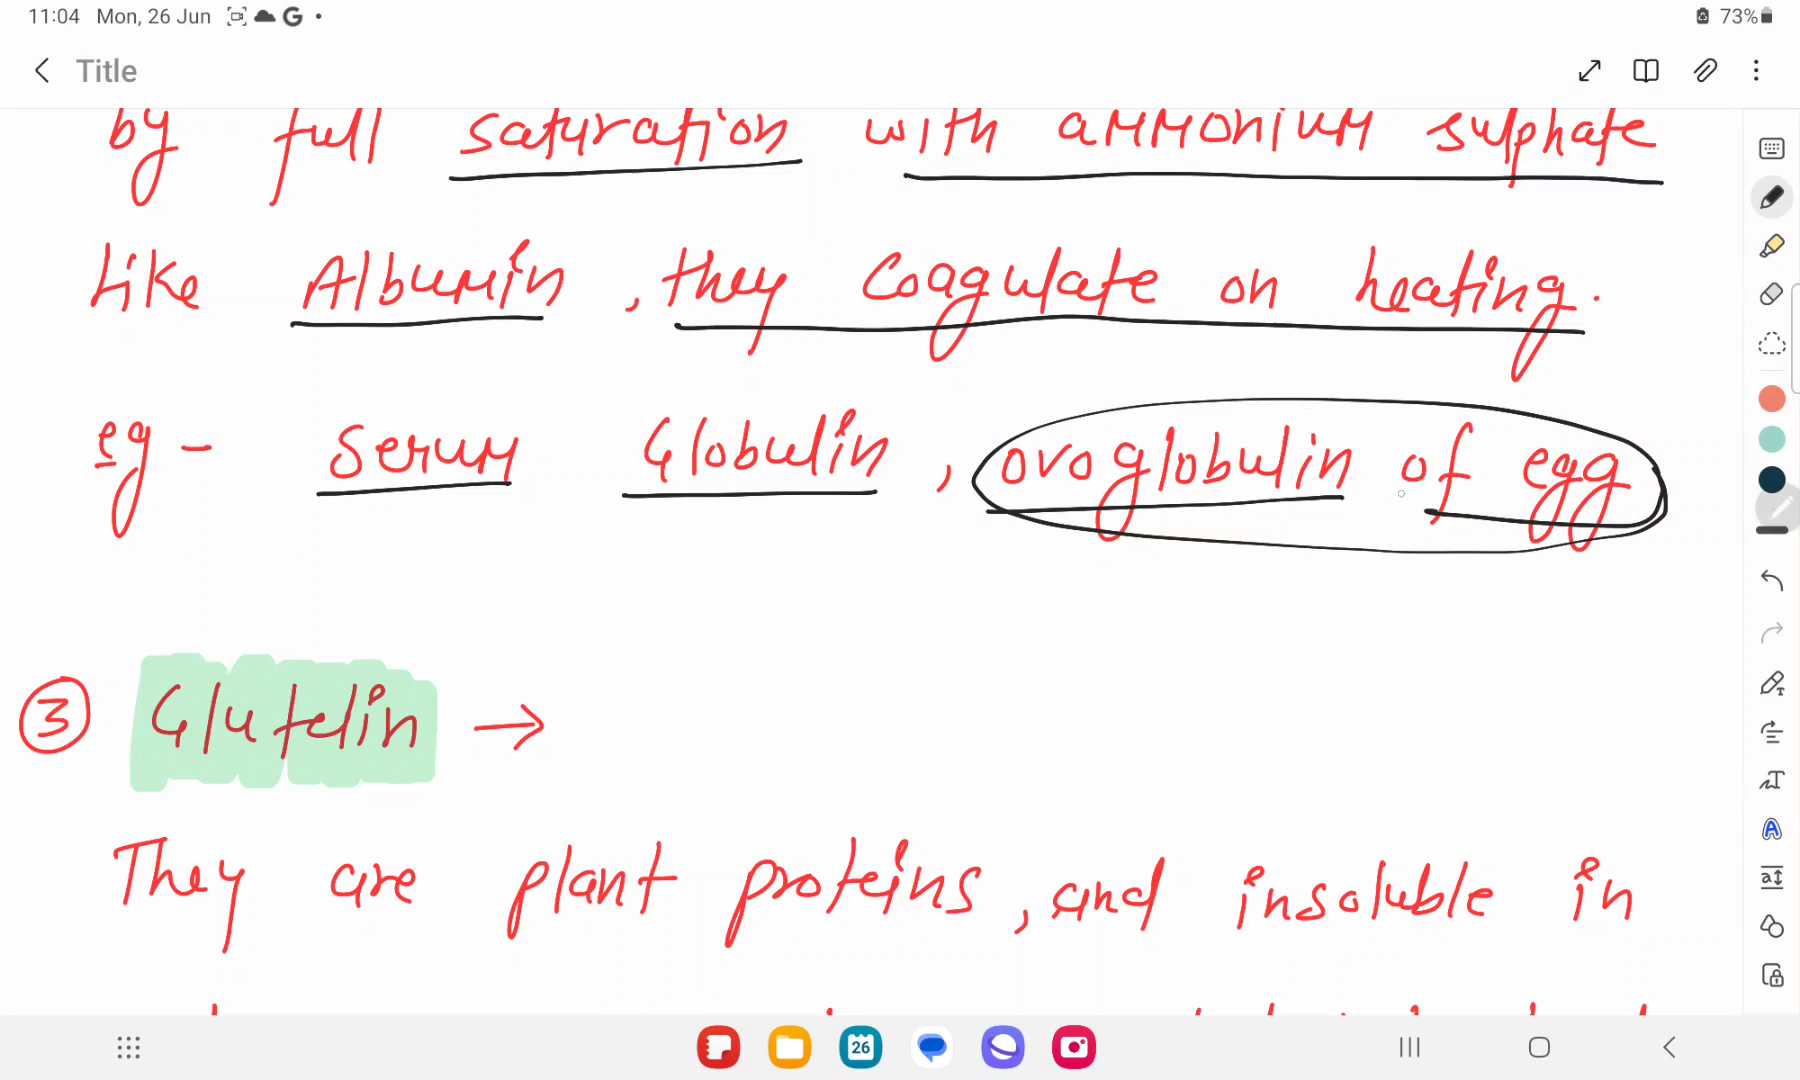 11:04 Mon, 26 Jun G 73%
Title
by full saturation with ammonium sulphate
Like Albumin, they coagulate on heating.
eg - Serum Globulin, ovoglobulin of egg
3 Glutelin →
They are plant proteins, and insoluble in
26